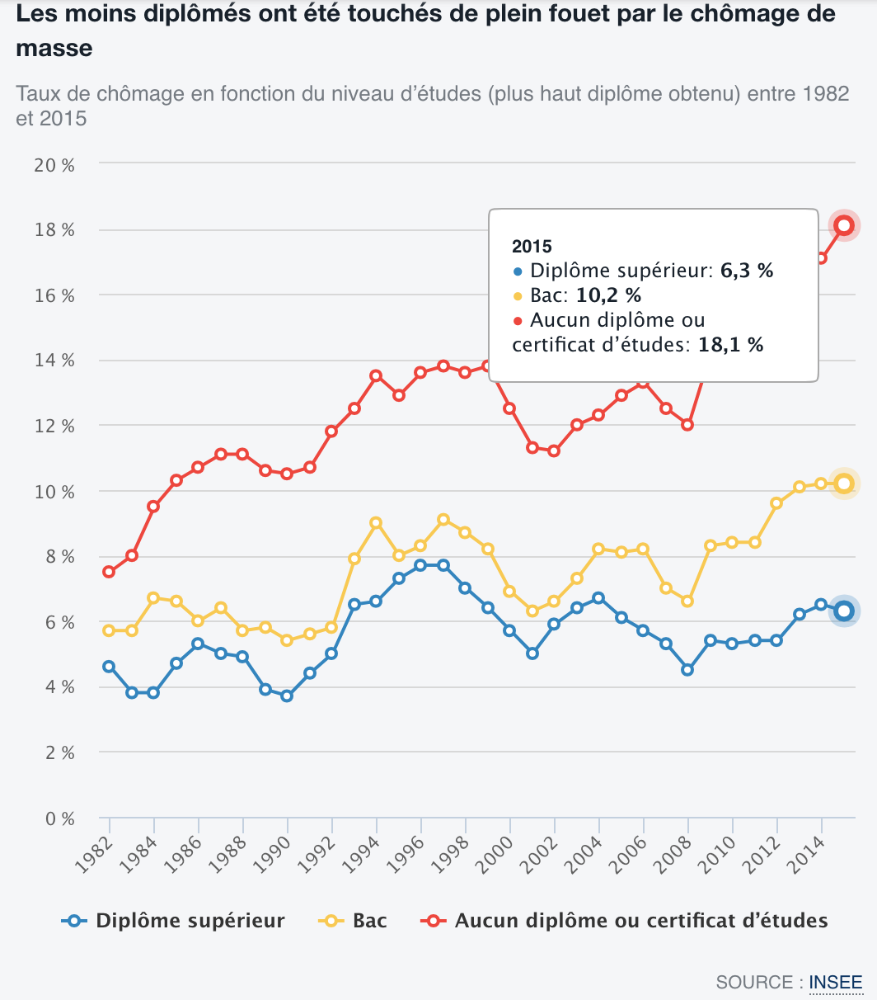 Les moins diplômés ont été touchés de plein fouet par le chômage de
masse
Taux de chômage en fonction du niveau d'études (plus haut diplôme obtenu) entre 1982
et 2015
20 %
18 %
16 %
14 %
12 %
10 %
8 %
6 %
4 %
2 %
0 %
2015
Diplôme supérieur: 6,3 %
Bac: 10,2 %
Aucun diplôme ou
certificat d'études: 18,1 %
1982
1984
1986
1988
1990
1992
1994
1996
1998
2000
2002
2004
2006
2008
2010
2012
2014
Diplôme supérieur
Bac
Aucun diplôme ou certificat d'études
SOURCE : INSEE